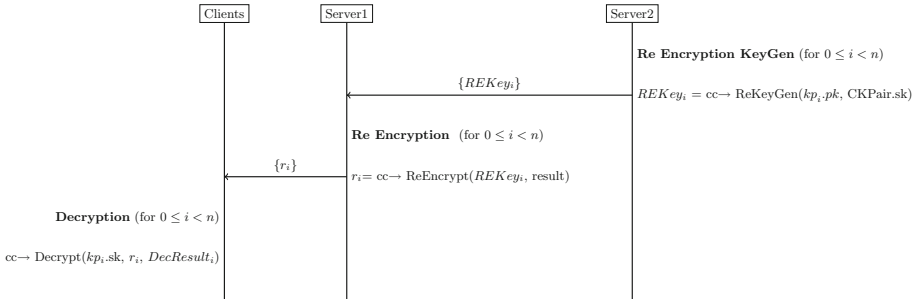 Clients Server1 Server2
Re Encryption KeyGen (for 0 ≤ i < n)
{REKey_i}
REKey_i = cc→ ReKeyGen(kp_i.pk, CKPair.sk)
Re Encryption (for 0 ≤ i < n)
{r_i}
r_i= cc→ ReEncrypt(REKey_i, result)
Decryption (for 0 ≤ i < n)
cc→ Decrypt(kp_i.sk, r_i, DecResult_i)